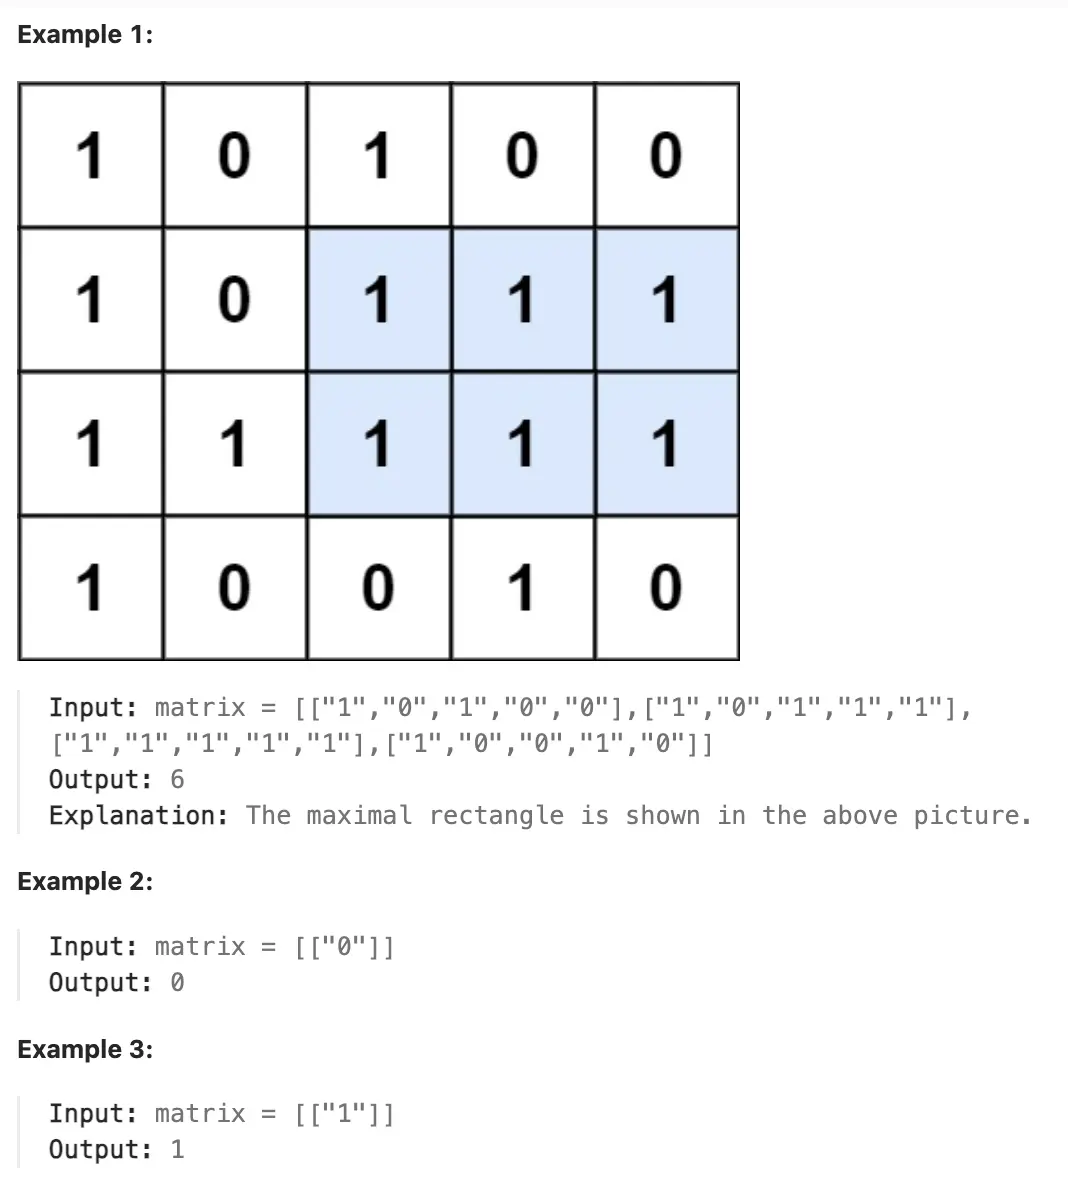 Example 1:
1 0 1 0 0
1 0 1 1 1
1 1 1 1 1
1 0 0 1 0
Input: matrix = [["1","0","1","0","0"],["1","0","1","1","1"],
["1","1","1","1","1"],["1","0","0","1","0"]]
Output: 6
Explanation: The maximal rectangle is shown in the above picture.
Example 2:
Input: matrix = [["0"]]
Output: 0
Example 3:
Input: matrix = [["1"]]
Output: 1